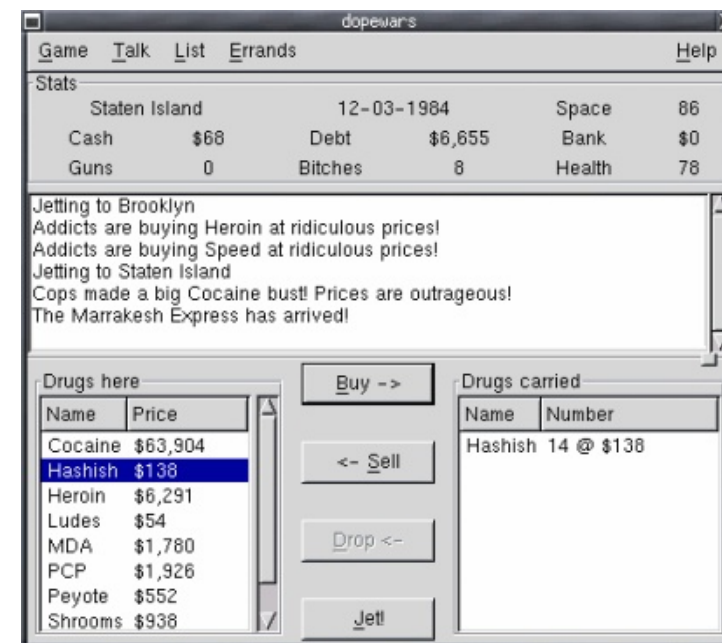 dopewars
Game Talk List Errands Help
Stats
Staten Island 12-03-1984 Space 86
Cash $68 Debt $6,655 Bank $0
Guns 0 Bitches 8 Health 78
Jetting to Brooklyn
Addicts are buying Heroin at ridiculous prices!
Addicts are buying Speed at ridiculous prices!
Jetting to Staten Island
Cops made a big Cocaine bust! Prices are outrageous!
The Marrakesh Express has arrived!
Drugs here
Name Price
Cocaine $63,904
Hashish $138
Heroin $6,291
Ludes $54
MDA $1,780
PCP $1,926
Peyote $552
Shrooms $938
Buy ->
<- Sell
Drop <-
Jet!
Drugs carried
Name Number
Hashish 14 @ $138